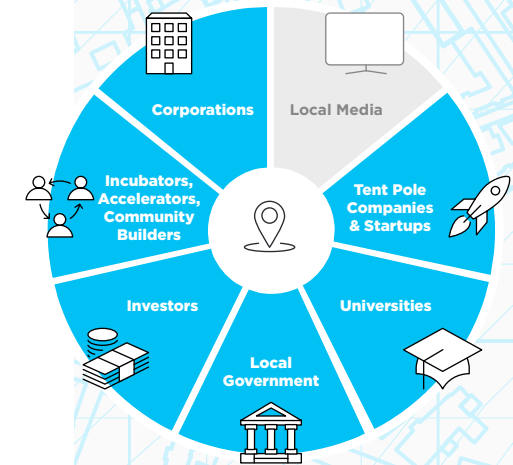 Corporations
Local Media
Tent Pole
Companies
& Startups
Universities
Local
Government
Investors
Incubators,
Accelerators,
Community
Builders